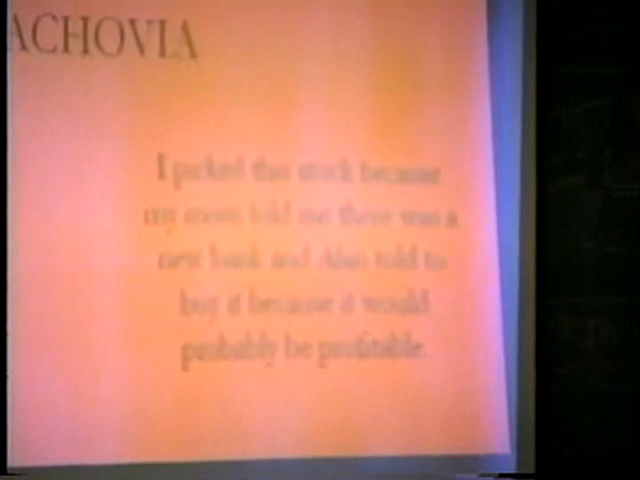 ACHOVIA
I picked this stock because
my mom told me there was a
new bank and Also told to
buy it because it would
probably be profitable.